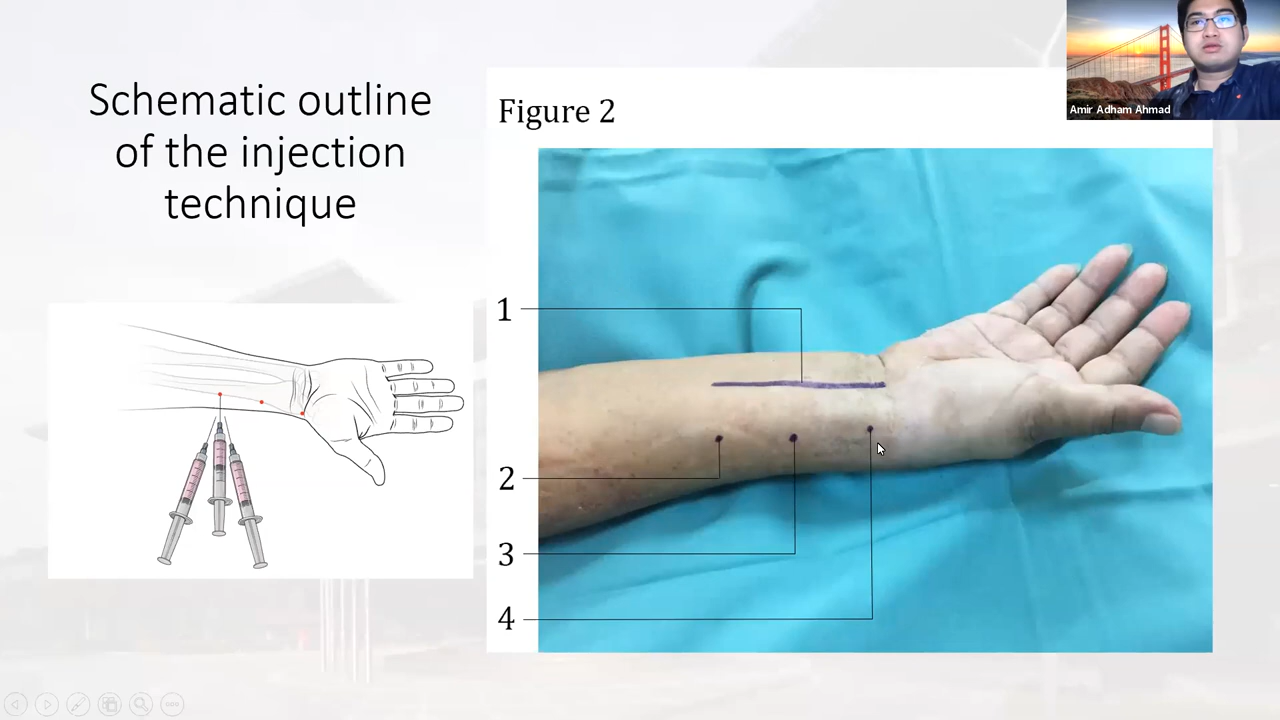 Schematic outline
of the injection
technique
Figure 2
1
2
3
4
Amir Adham Ahmad